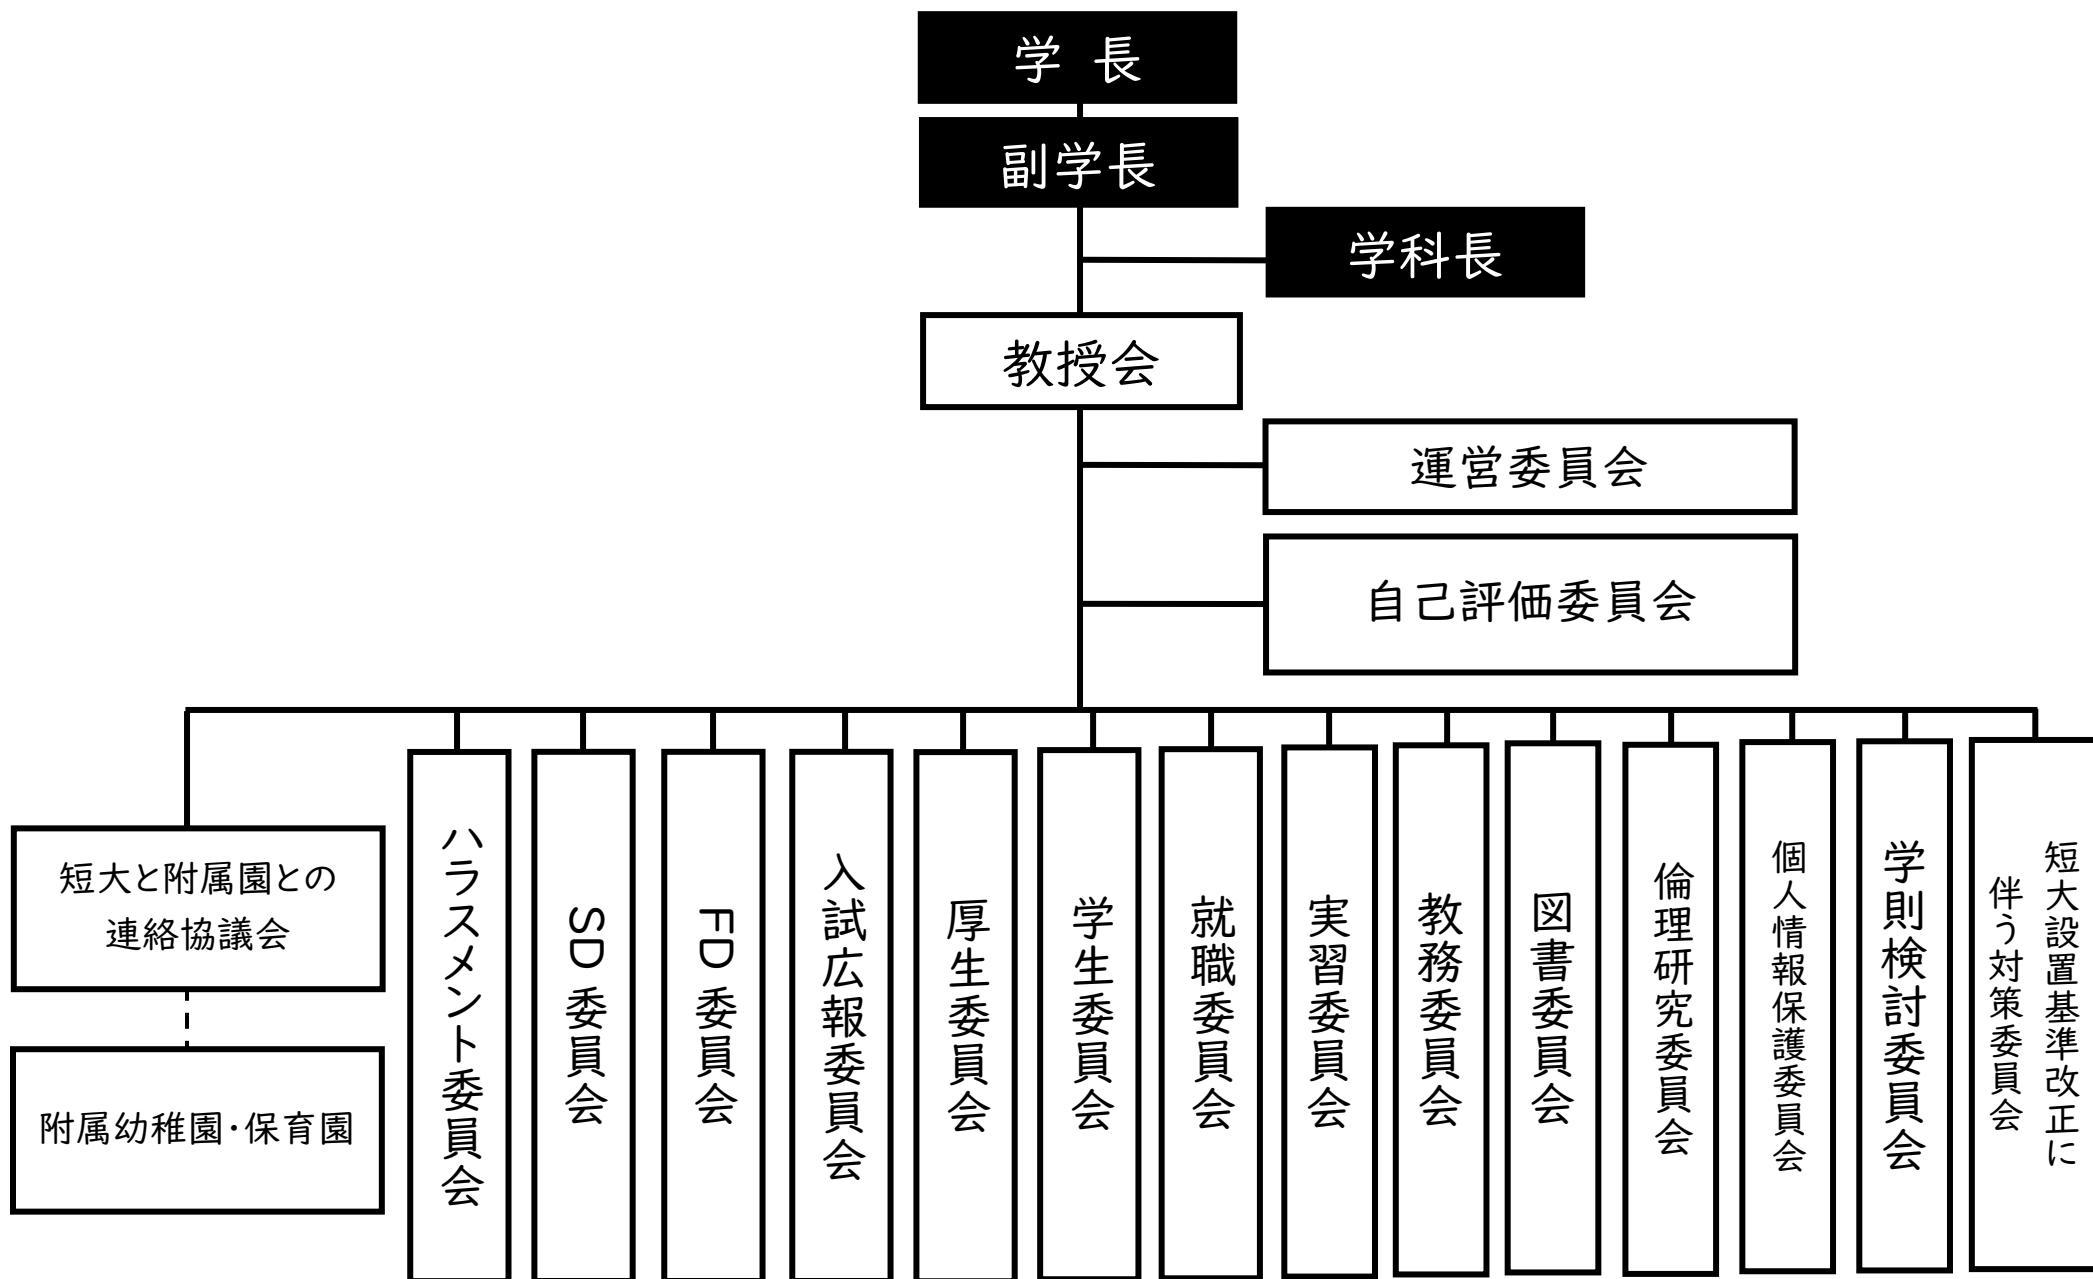 学 長
副学長
学科長
教授会
運営委員会
自己評価委員会
短大と附属園との
連絡協議会
附属幼稚園・保育園
ハラスメント委員会
SD委員会
FD委員会
入試広報委員会
厚生委員会
学生委員会
就職委員会
実習委員会
教務委員会
図書委員会
倫理研究委員会
個人情報保護委員会
学則検討委員会
短大設置基準改正に
伴う対策委員会